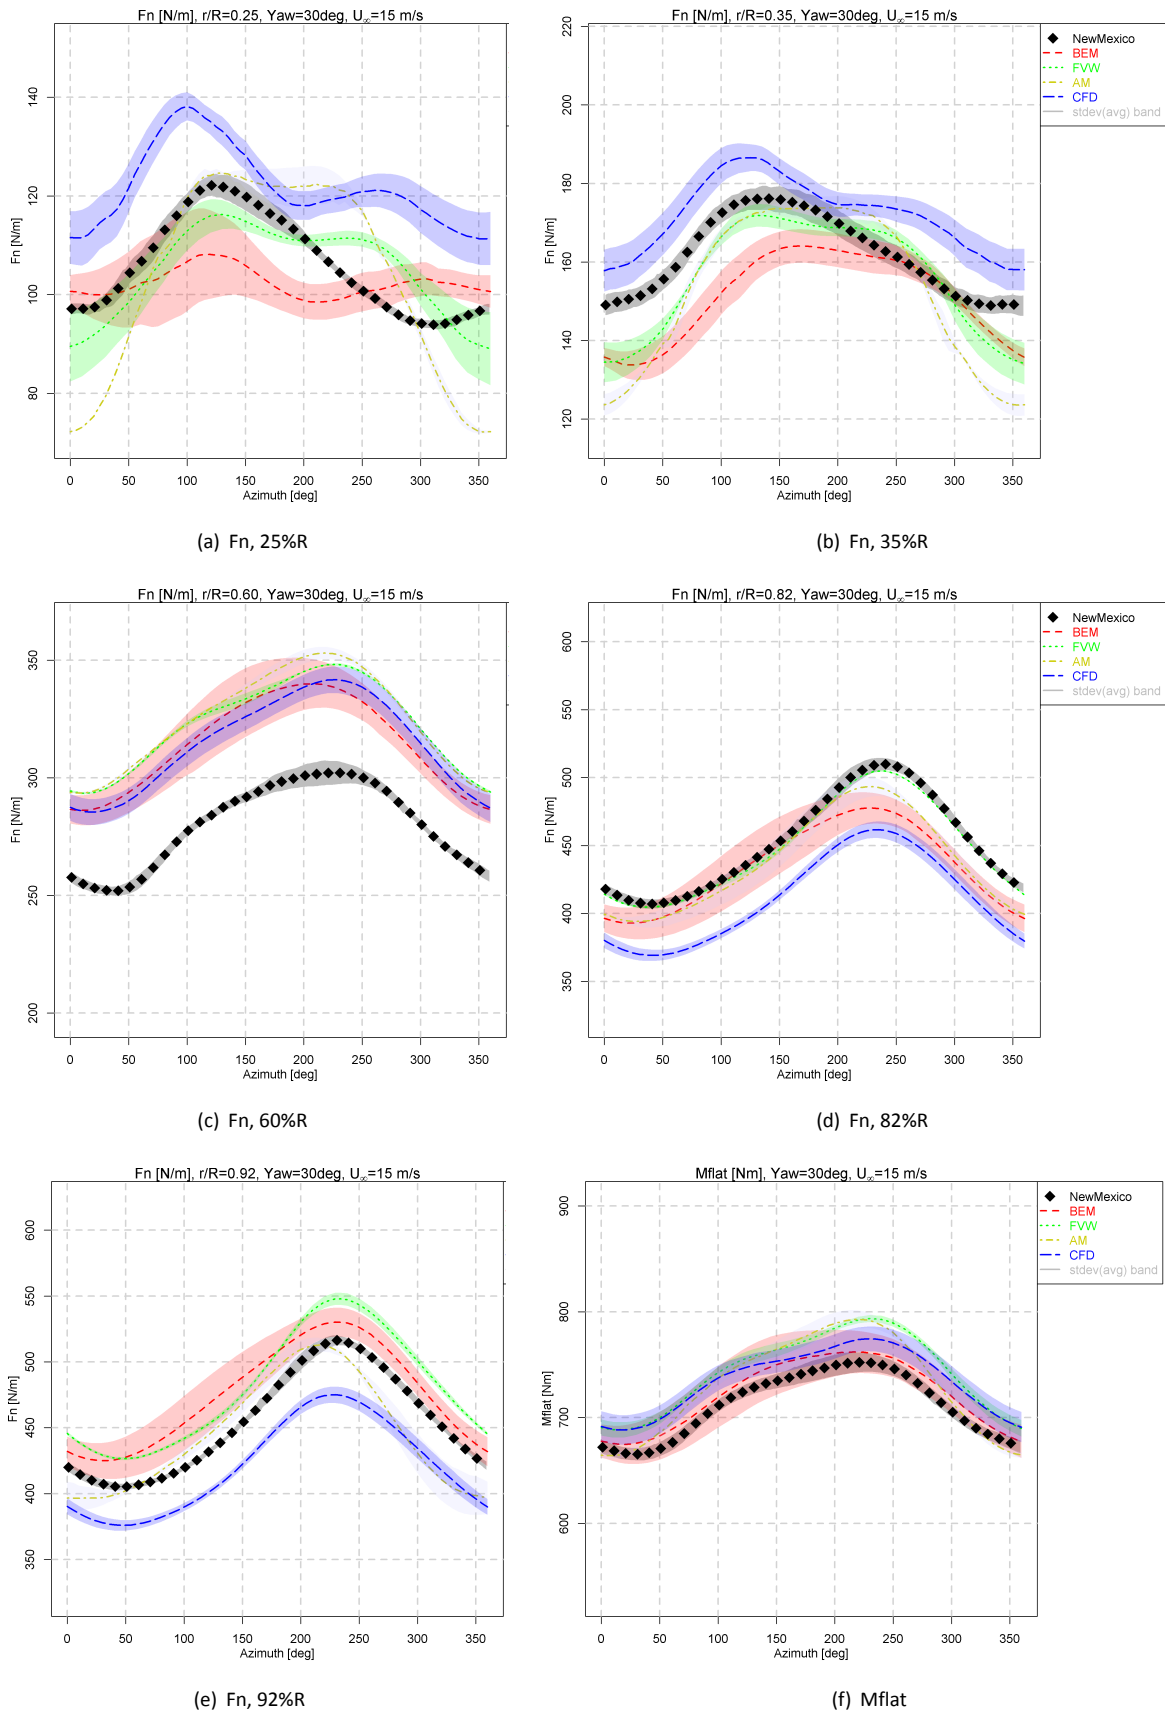 Fn [N/m], r/R=0.25, Yaw=30deg, U∞=15 m/s
Fn [N/m]
80 100 120 140
0 50 100 150 200 250 300 350
Azimuth [deg]
(a) Fn, 25%R
Fn [N/m], r/R=0.35, Yaw=30deg, U∞=15 m/s
Fn [N/m]
120 140 160 180 200 220
0 50 100 150 200 250 300 350
Azimuth [deg]
NewMexico
BEM
FVW
AM
CFD
stdev(avg) band
(b) Fn, 35%R
Fn [N/m], r/R=0.60, Yaw=30deg, U∞=15 m/s
Fn [N/m]
200 250 300 350
0 50 100 150 200 250 300 350
Azimuth [deg]
(c) Fn, 60%R
Fn [N/m], r/R=0.82, Yaw=30deg, U∞=15 m/s
Fn [N/m]
350 400 450 500 550 600
0 50 100 150 200 250 300 350
Azimuth [deg]
NewMexico
BEM
FVW
AM
CFD
stdev(avg) band
(d) Fn, 82%R
Fn [N/m], r/R=0.92, Yaw=30deg, U∞=15 m/s
Fn [N/m]
350 400 450 500 550 600
0 50 100 150 200 250 300 350
Azimuth [deg]
(e) Fn, 92%R
Mflat [Nm], Yaw=30deg, U∞=15 m/s
Mflat [Nm]
600 700 800 900
0 50 100 150 200 250 300 350
Azimuth [deg]
NewMexico
BEM
FVW
AM
CFD
stdev(avg) band
(f) Mflat